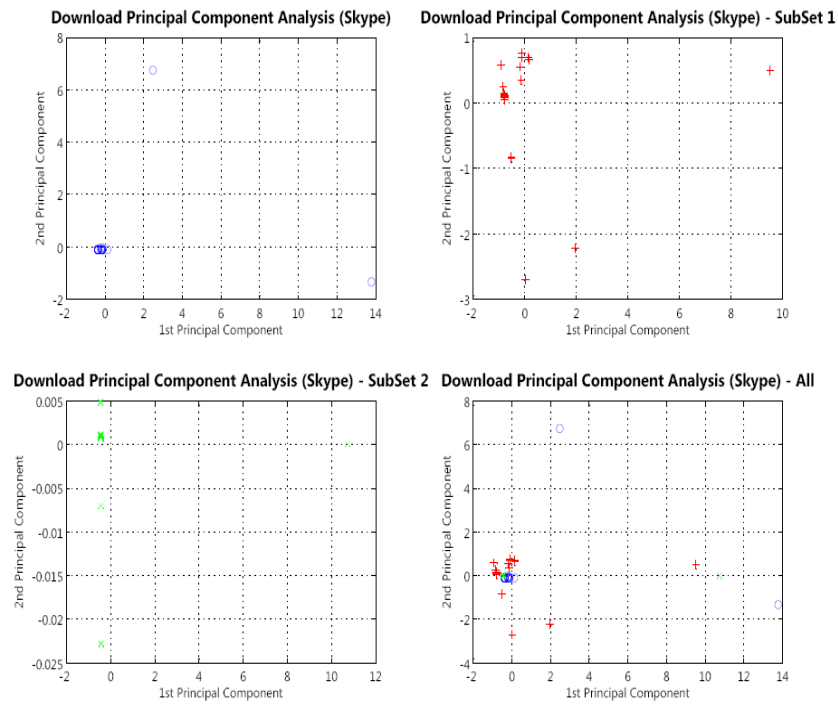 Download Principal Component Analysis (Skype)
8
6
4
2
0
-2
2nd Principal Component
-2 0 2 4 6 8 10 12 14
1st Principal Component
Download Principal Component Analysis (Skype) - SubSet 1
1
0
-1
-2
-3
2nd Principal Component
-2 0 2 4 6 8 10
1st Principal Component
Download Principal Component Analysis (Skype) - SubSet 2
0.005
0
-0.005
-0.01
-0.015
-0.02
-0.025
2nd Principal Component
-2 0 2 4 6 8 10 12
1st Principal Component
Download Principal Component Analysis (Skype) - All
8
6
4
2
0
-2
-4
2nd Principal Component
-2 0 2 4 6 8 10 12 14
1st Principal Component